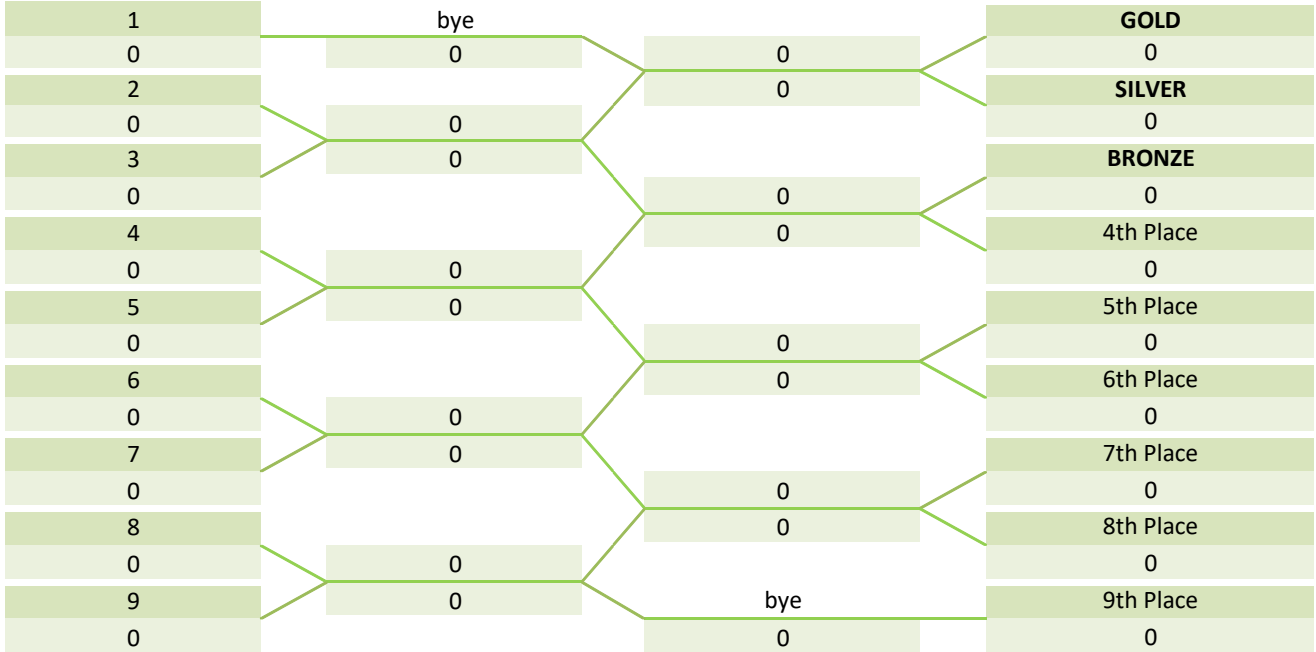 1 bye GOLD
0 0 0 0
2 0 SILVER
0 0 0
3 0 BRONZE
0 0 0
4 0 4th Place
0 0 0
5 0 5th Place
0 0 0
6 0 6th Place
0 0 0
7 0 7th Place
0 0 0
8 0 8th Place
0 0 0
9 0 bye 9th Place
0 0 0